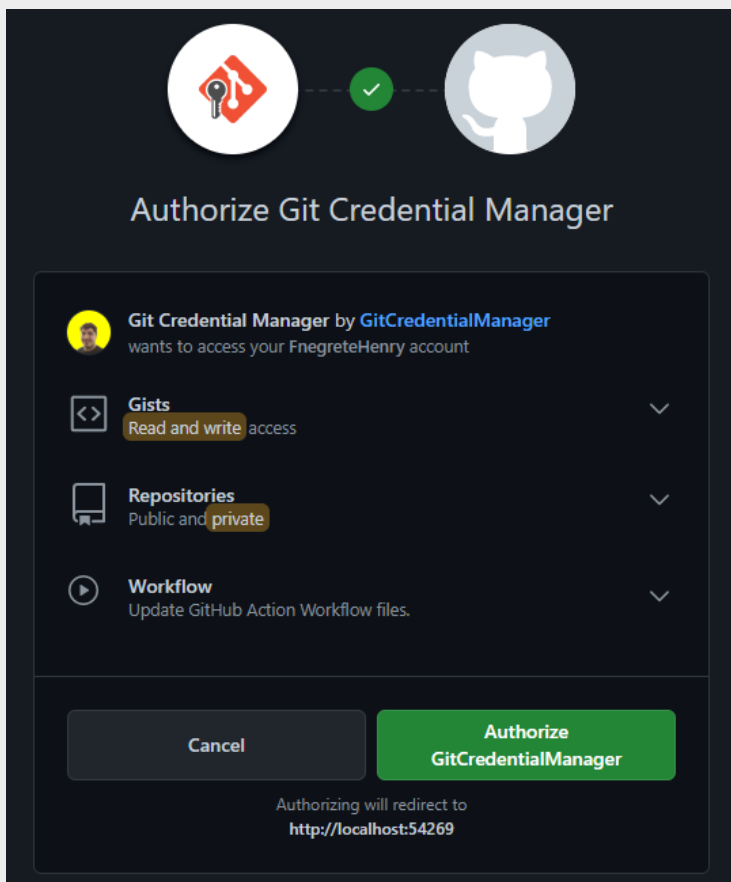 Authorize Git Credential Manager
Git Credential Manager by GitCredentialManager
wants to access your FnegreteHenry account
Gists
Read and write access
Repositories
Public and private
Workflow
Update GitHub Action Workflow files.
Cancel
Authorize
GitCredentialManager
Authorizing will redirect to
http://localhost:54269